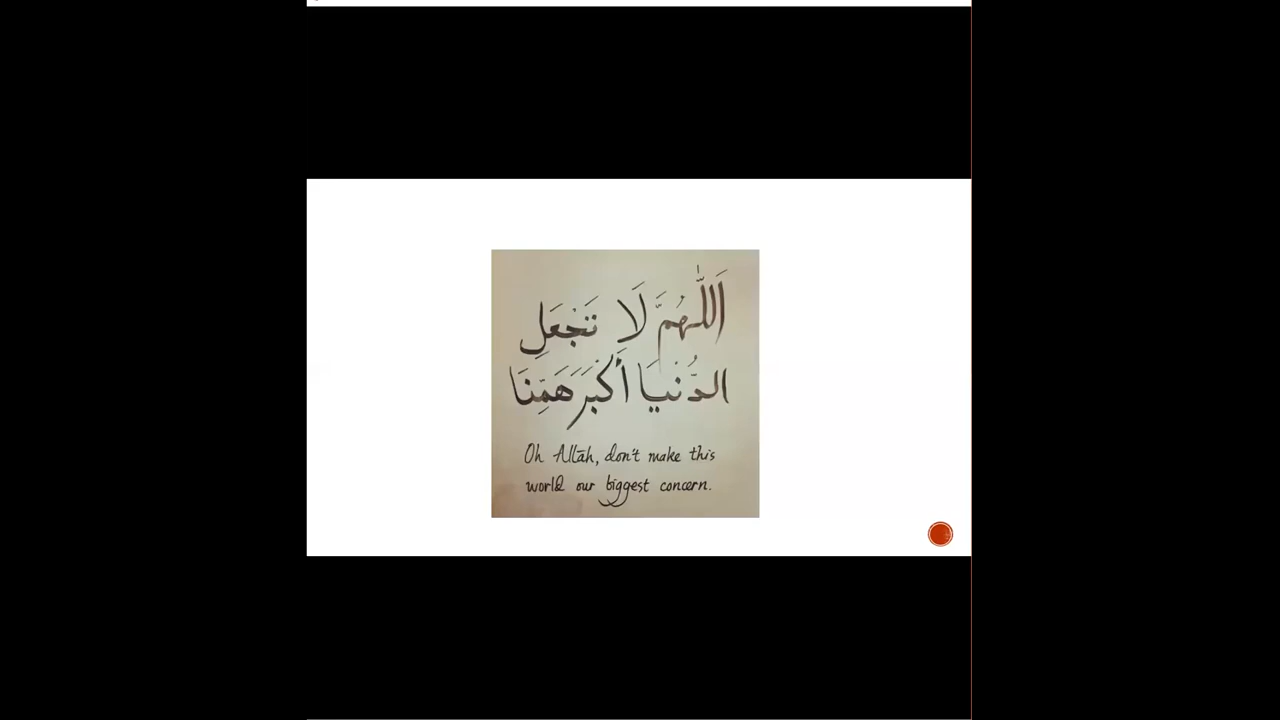 اَللّٰهُمَّ لَا تَجْعَلِ
الدُّنْيَا أَكْبَرَ هَمِّنَا
Oh Allāh, don't make this
world our biggest concern.